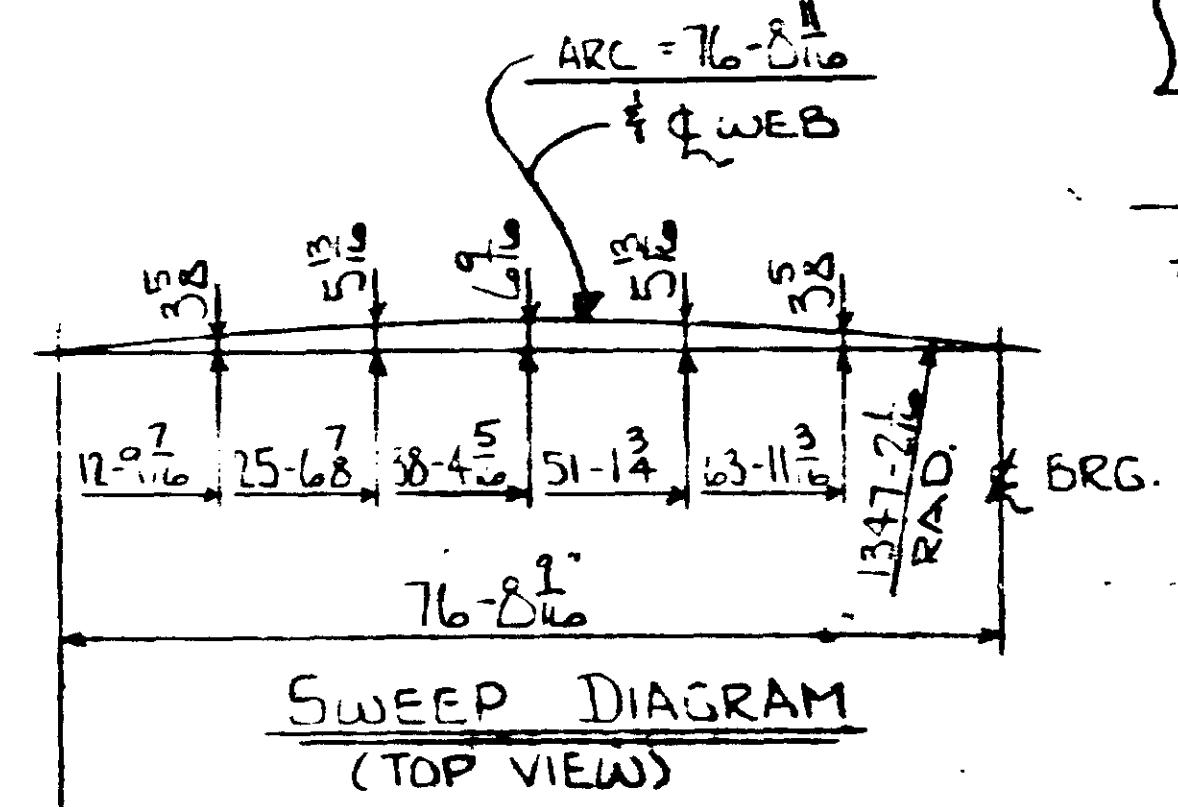 ARC = 76-8 11/16
& ℄ WEB
3 5/8
5 13/16
6 9/16
5 13/16
3 5/8
12-9 7/16
25-6 7/8
38-4 5/16
51-1 3/4
63-11 3/16
1347-2 1/16
RAD.
℄ BRG.
76-8 9/16"
SWEEP DIAGRAM
(TOP VIEW)